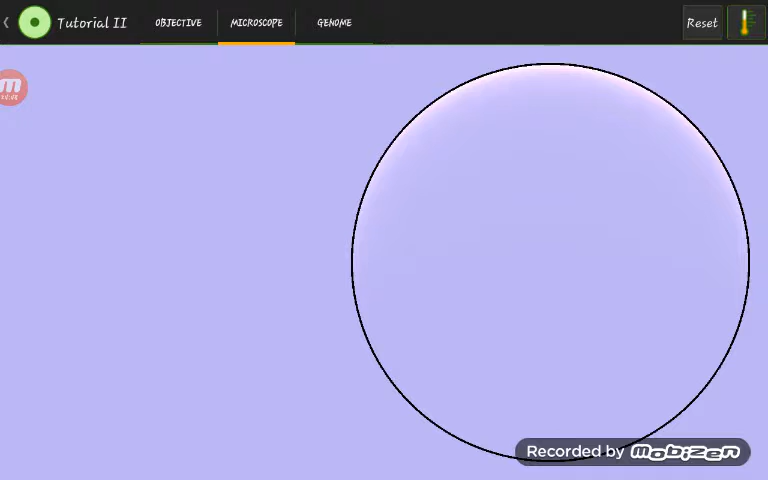 Tutorial II
OBJECTIVE
MICROSCOPE
GENOME
Reset
Recorded by mobizen